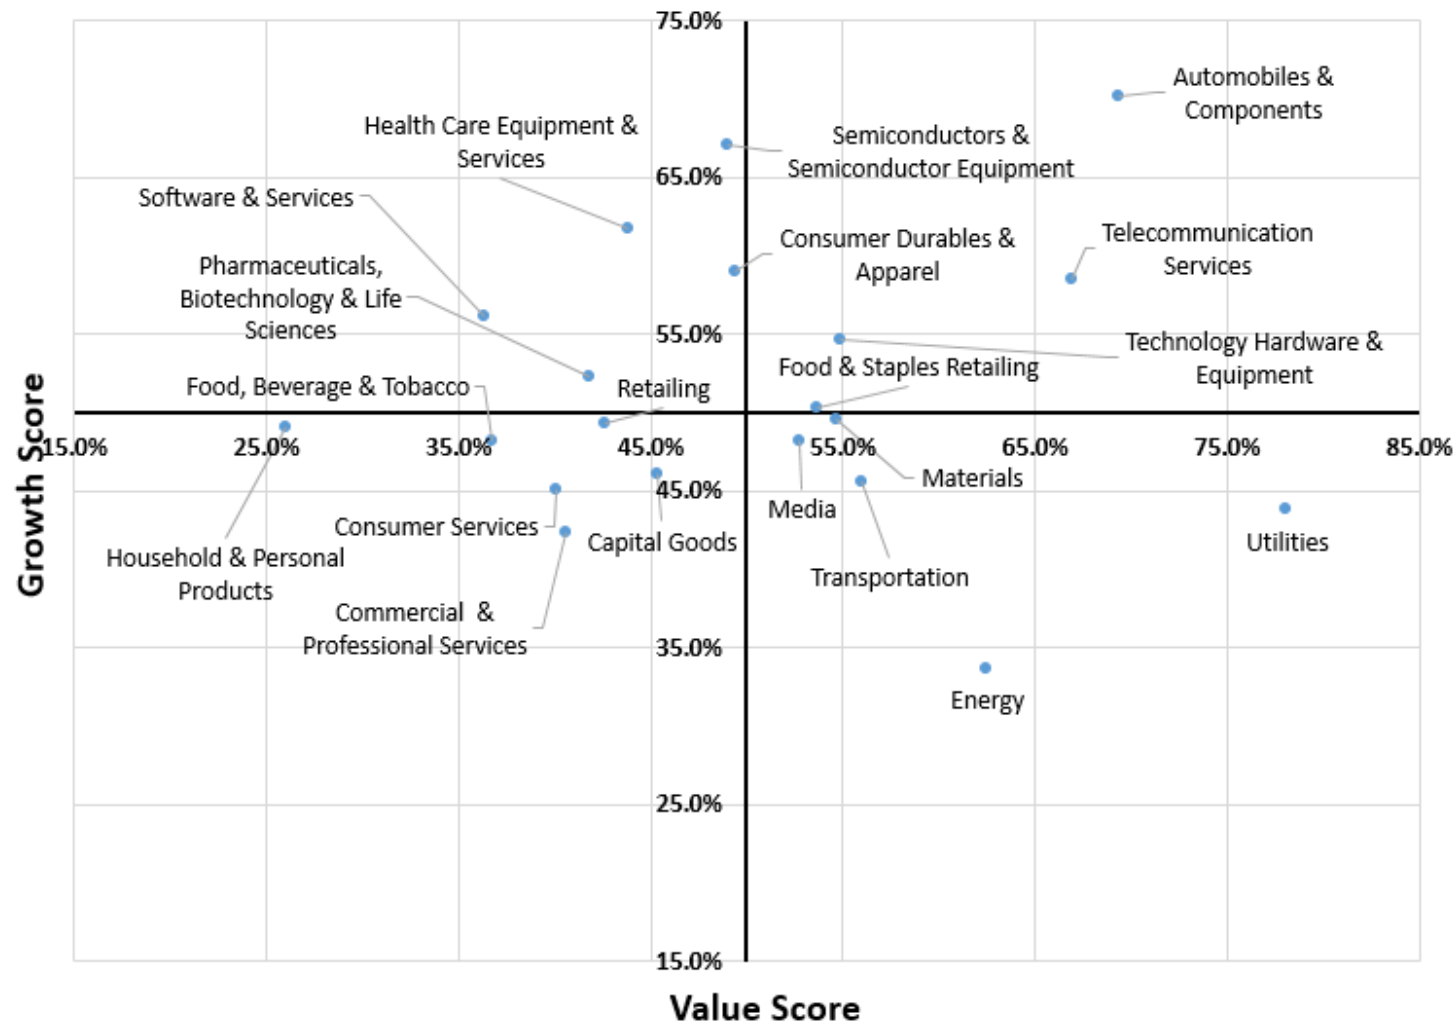 75.0%
Automobiles &
Components
Health Care Equipment &
Services
Semiconductors &
Semiconductor Equipment
65.0%
Software & Services
Consumer Durables &
Apparel
Telecommunication
Services
Pharmaceuticals,
Biotechnology & Life
Sciences
55.0%
Technology Hardware &
Equipment
Food & Staples Retailing
Food, Beverage & Tobacco
Retailing
Growth Score
15.0%
25.0%
35.0%
45.0%
55.0%
65.0%
75.0%
85.0%
45.0%
Materials
Media
Consumer Services
Capital Goods
Utilities
Household & Personal
Products
Transportation
Commercial  &
Professional Services
35.0%
Energy
25.0%
15.0%
Value Score